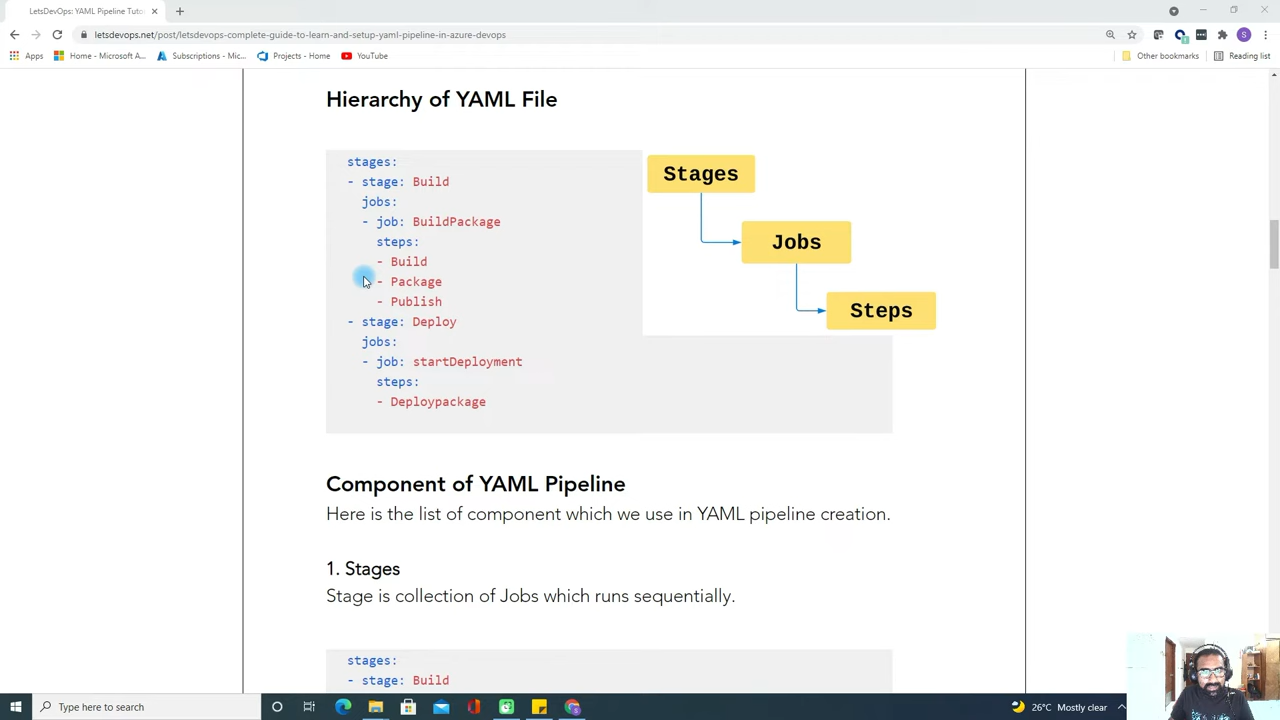 LetsDevOps: YAML Pipeline Tuto
letsdevops.net/post/letsdevops-complete-guide-to-learn-and-setup-yaml-pipeline-in-azure-devops
S
Apps
Home - Microsoft A...
Subscriptions - Mic...
Projects - Home
YouTube
Other bookmarks
Reading list
Hierarchy of YAML File
stages:
- stage: Build
jobs:
- job: BuildPackage
steps:
- Build
- Package
- Publish
- stage: Deploy
jobs:
- job: startDeployment
steps:
- Deploypackage
Stages
Jobs
Steps
Component of YAML Pipeline
Here is the list of component which we use in YAML pipeline creation.
1. Stages
Stage is collection of Jobs which runs sequentially.
stages:
- stage: Build
Type here to search
26°C Mostly clear